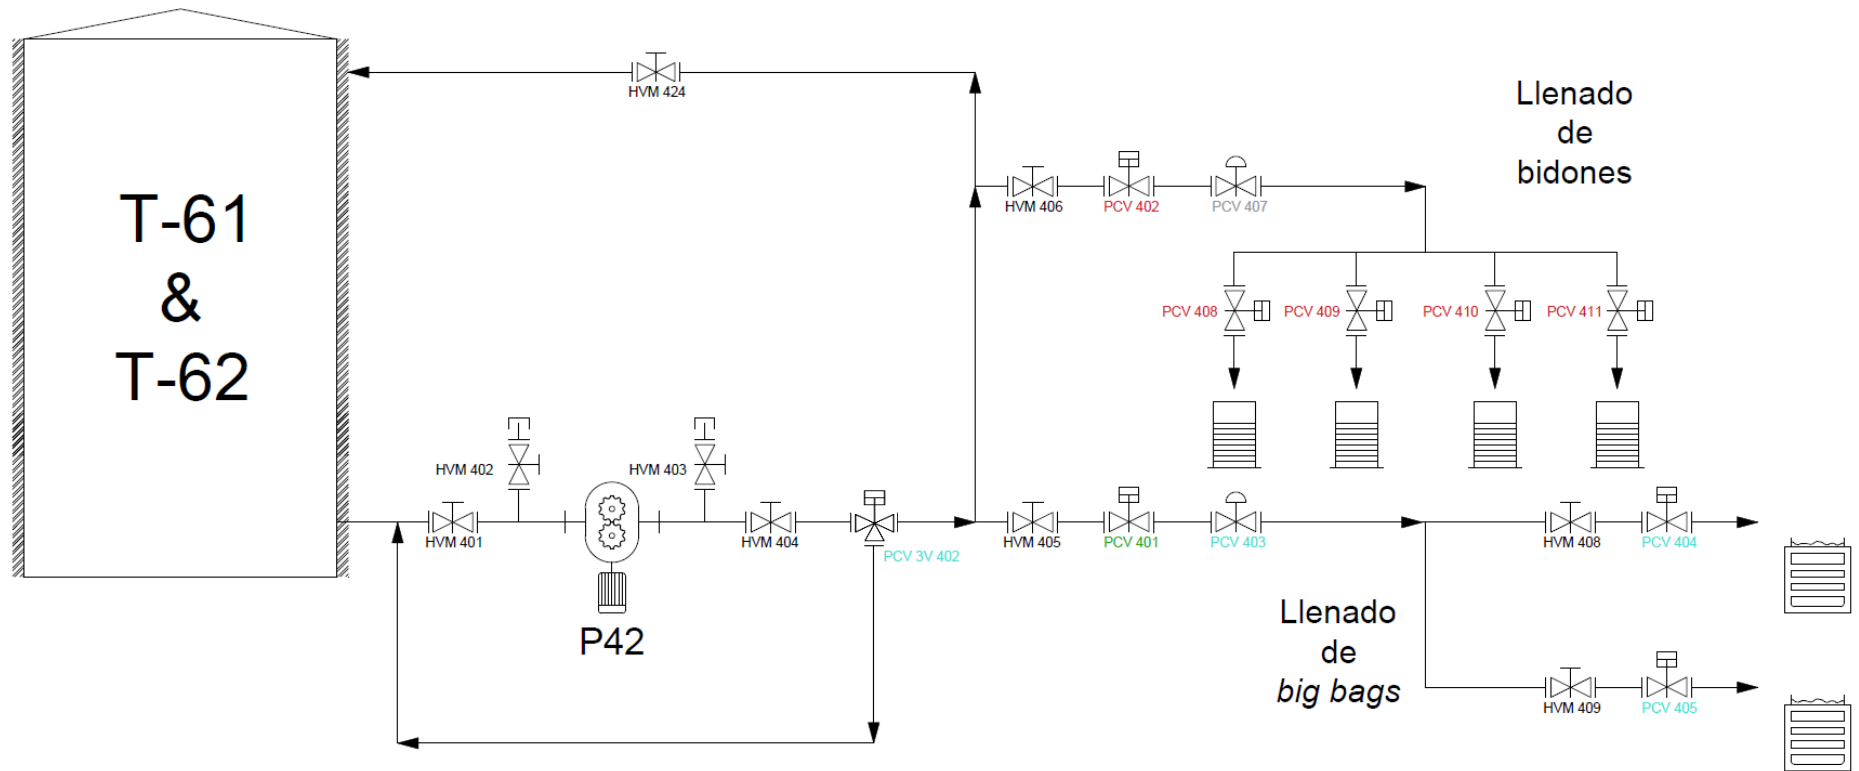 T-61
&
T-62
HVM 424
Llenado
de
bidones
HVM 406
PCV 402
PCV 407
PCV 408
PCV 409
PCV 410
PCV 411
HVM 402
HVM 403
HVM 401
HVM 404
PCV 3V 402
HVM 405
PCV 401
PCV 403
HVM 408
PCV 404
P42
Llenado
de
big bags
HVM 409
PCV 405